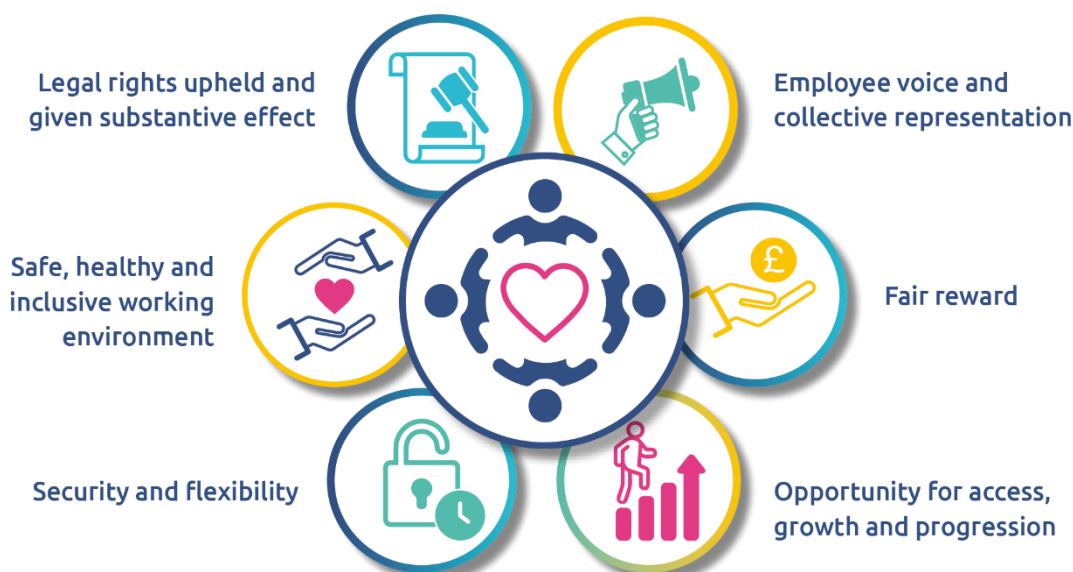 Legal rights upheld and
given substantive effect
Employee voice and
collective representation
Safe, healthy and
inclusive working
environment
£
Fair reward
Security and flexibility
Opportunity for access,
growth and progression